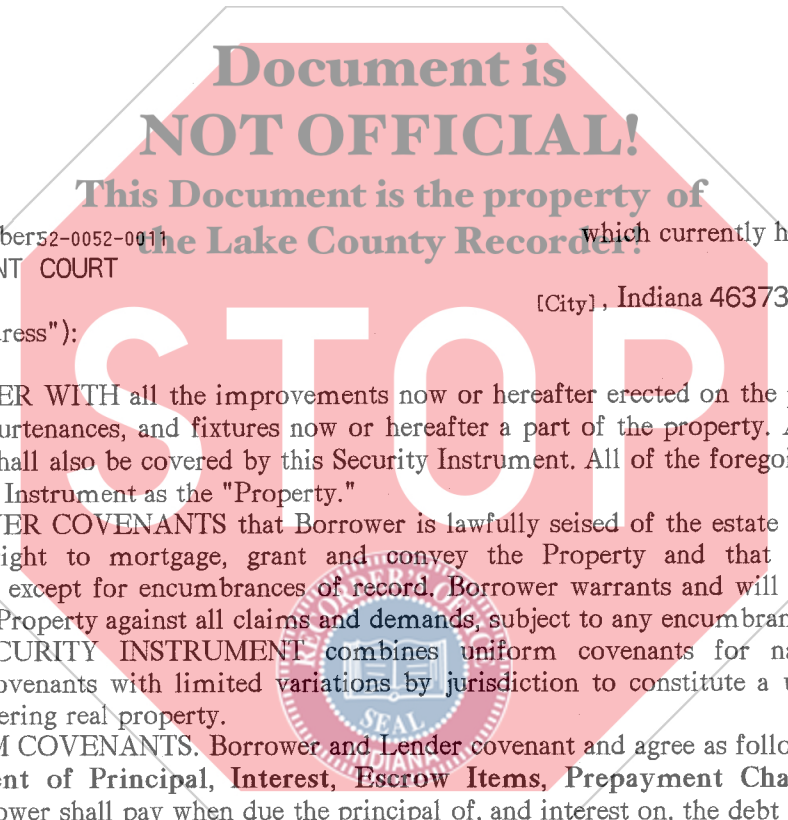 Document is
NOT OFFICIAL!
This Document is the property of
the Lake County Recorder!
ber52-0052-0011 which currently h
NT COURT
[City], Indiana 46373
ress"):
STOP
ER WITH all the improvements now or hereafter erected on the
urtenances, and fixtures now or hereafter a part of the property.
hall also be covered by this Security Instrument. All of the foregoi
Instrument as the "Property."
ER COVENANTS that Borrower is lawfully seised of the estate
ight to mortgage, grant and convey the Property and that
except for encumbrances of record. Borrower warrants and will
Property against all claims and demands, subject to any encumbran
CURITY INSTRUMENT combines uniform covenants for na
ovenants with limited variations by jurisdiction to constitute a
ering real property.
M COVENANTS. Borrower and Lender covenant and agree as follo
ent of Principal, Interest, Escrow Items, Prepayment Cha
ower shall pay when due the principal of, and interest on, the debt
RECORDER'S OFFICE
SEAL
INDIANA